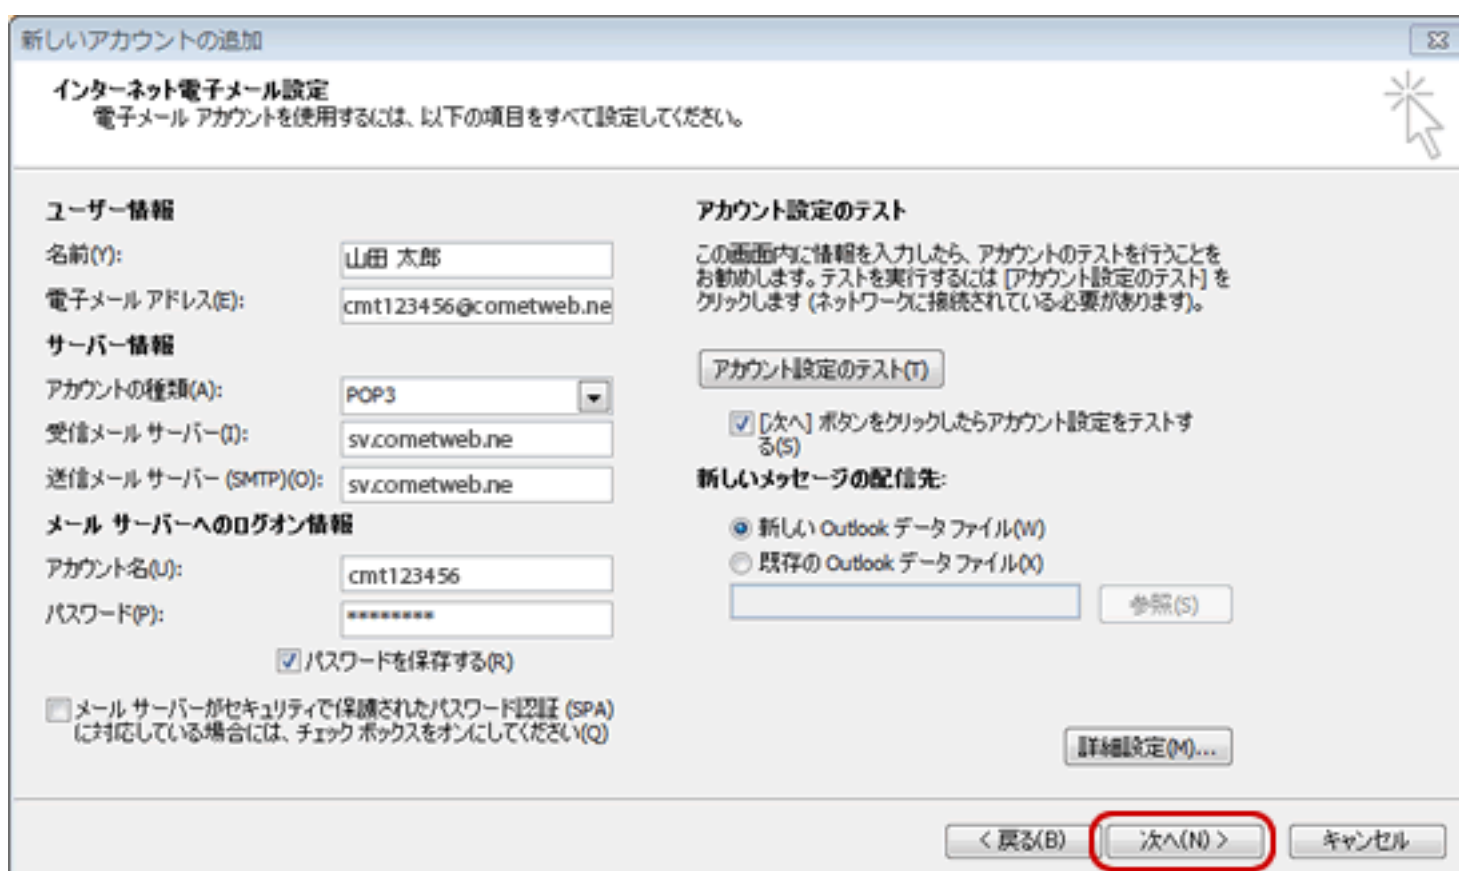 新しいアカウントの追加
インターネット電子メール設定
電子メール アカウントを使用するには、以下の項目をすべて設定してください。
ユーザー情報
名前(Y):
山田 太郎
電子メール アドレス(E):
cmt123456@cometweb.ne
サーバー情報
アカウントの種類(A):
POP3
受信メール サーバー(I):
sv.cometweb.ne
送信メール サーバー (SMTP)(O):
sv.cometweb.ne
メール サーバーへのログオン情報
アカウント名(U):
cmt123456
パスワード(P):
********
パスワードを保存する(R)
メール サーバーがセキュリティで保護されたパスワード認証 (SPA)
に対応している場合には、チェック ボックスをオンにしてください(Q)
アカウント設定のテスト
この画面内に情報を入力したら、アカウントのテストを行うことを
お勧めします。テストを実行するには [アカウント設定のテスト] を
クリックします (ネットワークに接続されている必要があります)。
アカウント設定のテスト(T)
[次へ] ボタンをクリックしたらアカウント設定をテストす
る(S)
新しいメッセージの配信先:
新しい Outlook データ ファイル(W)
既存の Outlook データ ファイル(X)
参照(S)
詳細設定(M)...
< 戻る(B)
次へ(N) >
キャンセル